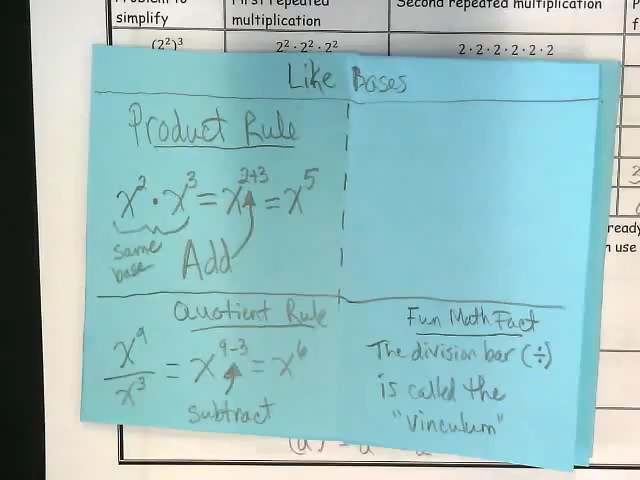 simplify
First repeated
multiplication
Second repeated multiplication
(2²)³
2² · 2² · 2²
2 · 2 · 2 · 2 · 2 · 2
Like Bases
Product Rule
x² · x³ = x²⁺³ = x⁵
same
base
Add
Quotient Rule
x⁹/x³ = x⁹⁻³ = x⁶
subtract
Fun Math Fact
The division bar (÷)
is called the
"vinculum"
use